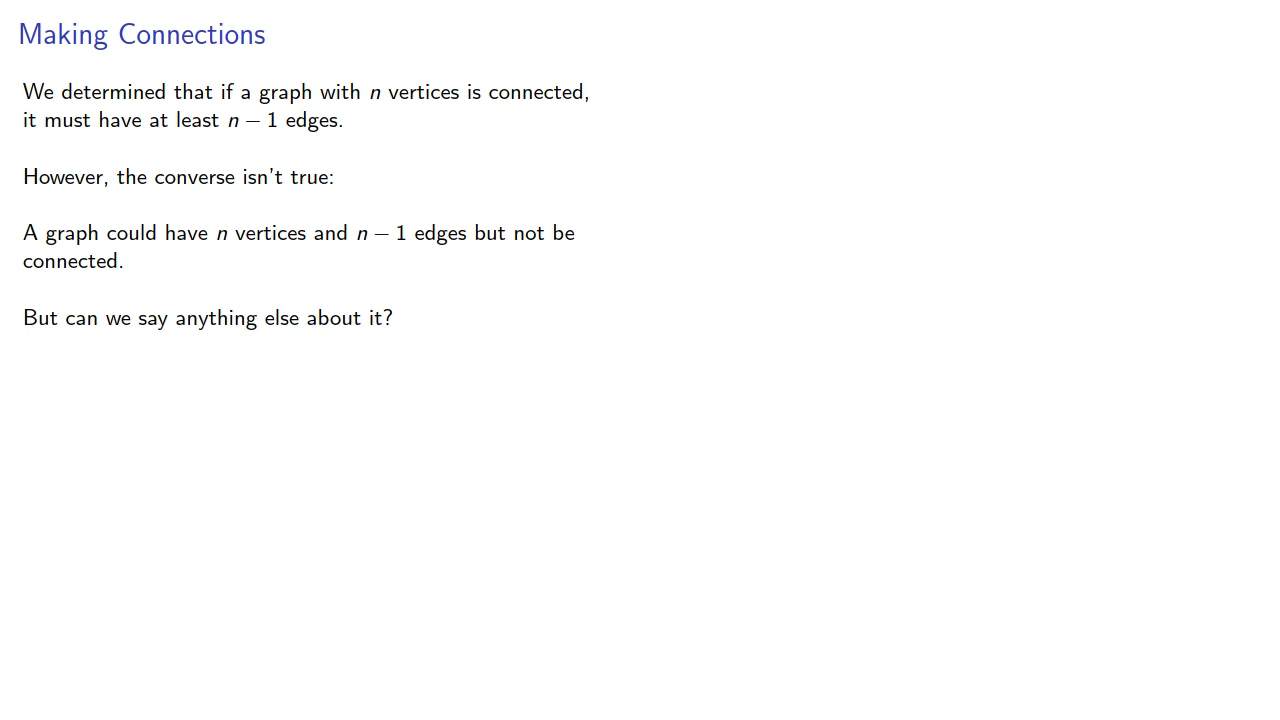 Making Connections
We determined that if a graph with n vertices is connected,
it must have at least n − 1 edges.
However, the converse isn't true:
A graph could have n vertices and n − 1 edges but not be
connected.
But can we say anything else about it?